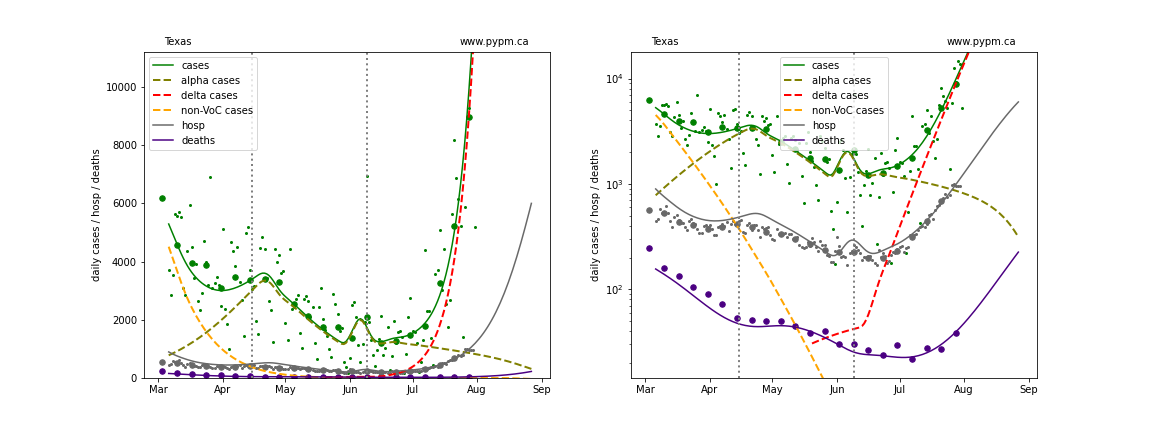 Texas www.pypm.ca
daily cases / hosp / deaths
10000
8000
6000
4000
2000
0
cases
alpha cases
delta cases
non-VoC cases
hosp
deaths
Mar Apr May Jun Jul Aug Sep
Texas www.pypm.ca
daily cases / hosp / deaths
10⁴
10³
10²
cases
alpha cases
delta cases
non-VoC cases
hosp
deaths
Mar Apr May Jun Jul Aug Sep